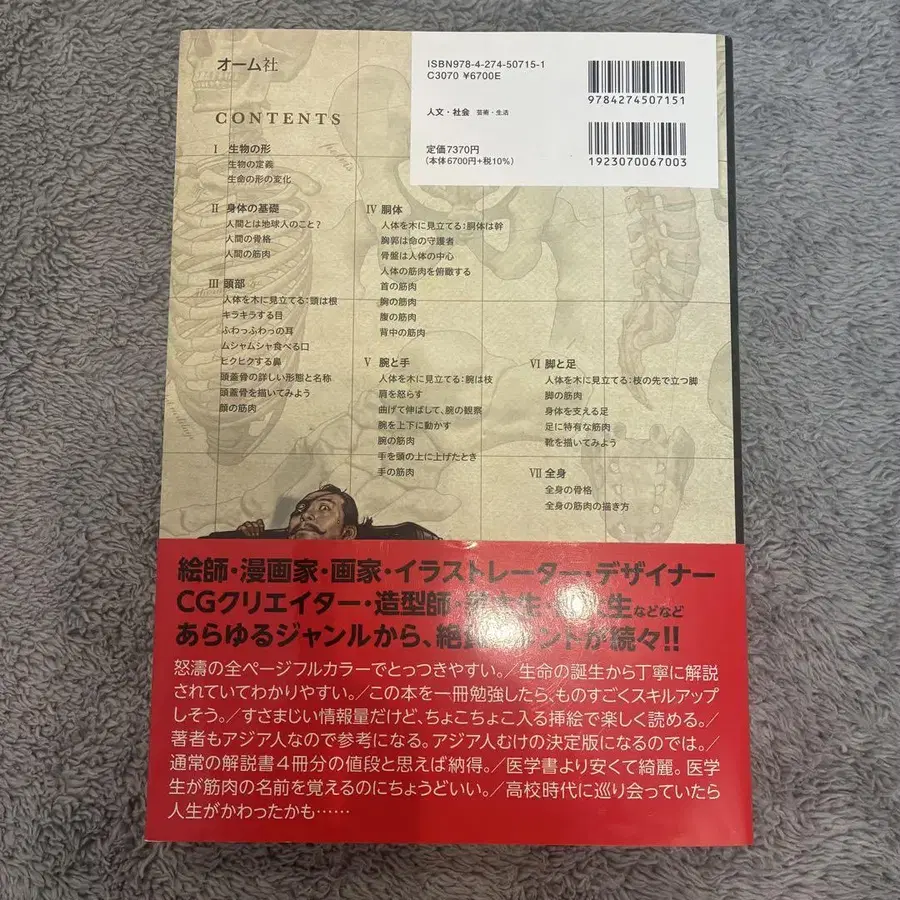 オーム社
ISBN978-4-274-50715-1
C3070 ¥6700E
9784274507151
人文・社会 芸術・生活
定価7370円
(本体6700円+税10%)
1923070067003
CONTENTS
I 生物の形
生物の定義
生命の形の変化
II 身体の基礎
人間とは地球人のこと?
人間の骨格
人間の筋肉
III 頭部
人体を木に見立てる:頭は根
キラキラする目
ふわっふわっの耳
ムシャムシャ食べる口
ヒクヒクする鼻
頭蓋骨の詳しい形態と名称
頭蓋骨を描いてみよう
顔の筋肉
IV 胴体
人体を木に見立てる:胴体は幹
胸郭は命の守護者
骨盤は人体の中心
人体の筋肉を俯瞰する
首の筋肉
胸の筋肉
腹の筋肉
背中の筋肉
V 腕と手
人体を木に見立てる:腕は枝
肩を怒らす
曲げて伸ばして、腕の観察
腕を上下に動かす
腕の筋肉
手を頭の上に上げたとき
手の筋肉
VI 脚と足
人体を木に見立てる:枝の先で立つ脚
脚の筋肉
身体を支える足
足に特有な筋肉
靴を描いてみよう
VII 全身
全身の骨格
全身の筋肉の描き方
絵師・漫画家・画家・イラストレーター・デザイナー
CGクリエイター・造型師・生などなど
あらゆるジャンルから、絶が続々!!
怒濤の全ページフルカラーでとっつきやすい。/生命の誕生から丁寧に解説
されていてわかりやすい。/この本を一冊勉強したら、ものすごくスキルアップ
しそう。/すさまじい情報量だけど、ちょこちょこ入る挿絵で楽しく読める。/
著者もアジア人なので参考になる。アジア人むけの決定版になるのでは。/
通常の解説書4冊分の値段と思えば納得。/医学書より安くて綺麗。医学
生が筋肉の名前を覚えるのにちょうどいい。/高校時代に巡り会っていたら
人生がかわったかも……